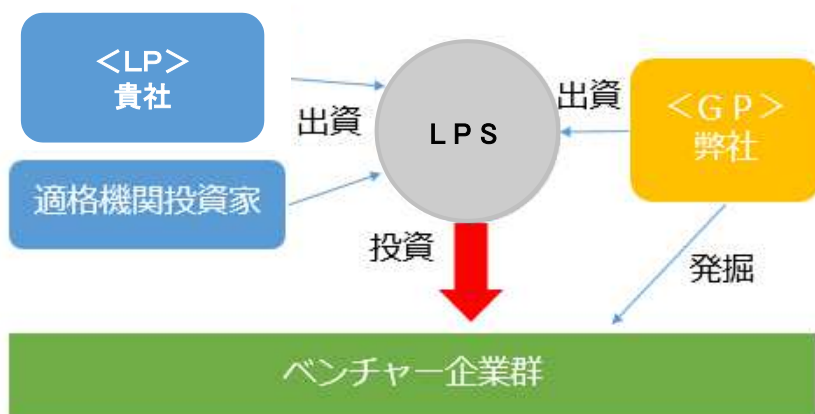 ＜LP＞
貴社
出資
適格機関投資家
ＬＰＳ
出資
＜ＧＰ＞
弊社
投資
発掘
ベンチャー企業群